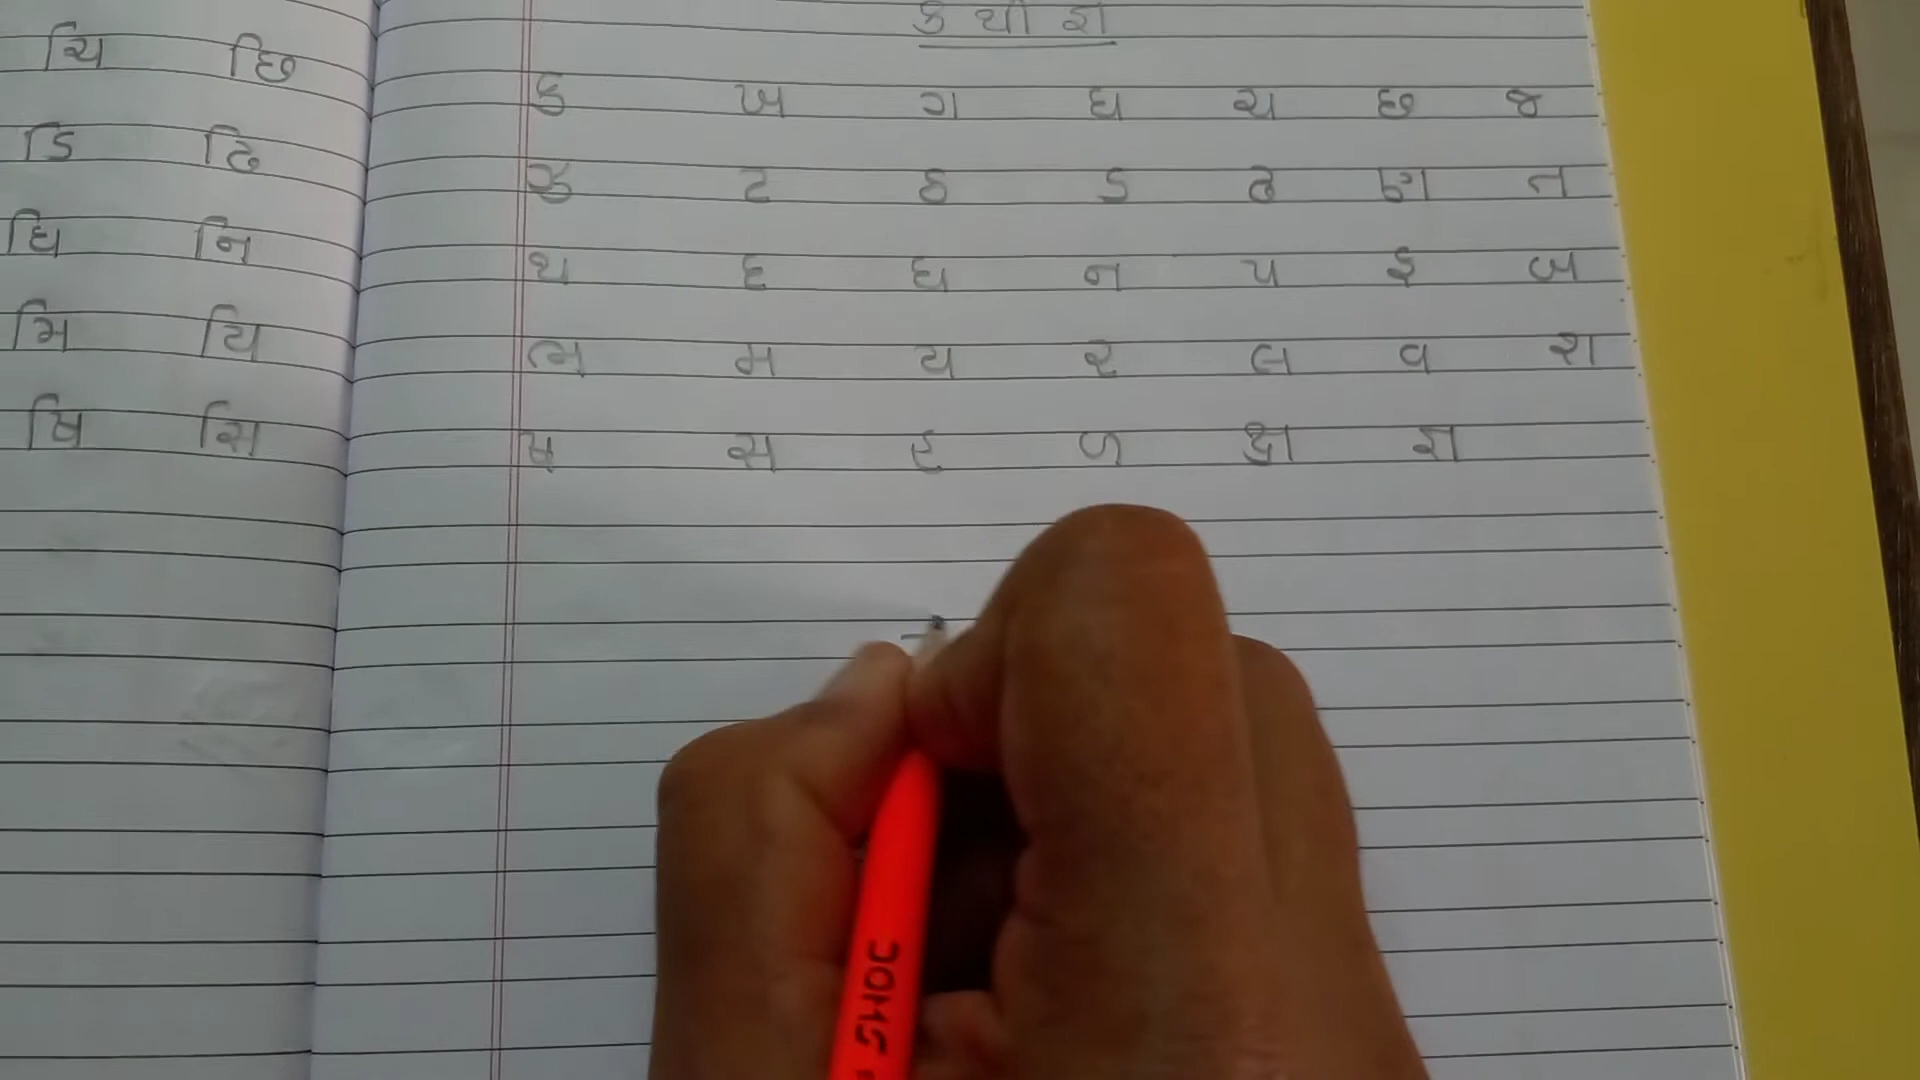 ચિ છિ
ડિ ઢિ
ધિ નિ
મિ યિ
ષિ સિ
ક થી જ્ઞ
ક ખ ગ ઘ ચ છ જ
ઝ ટ ઠ ડ ઢ ણ ત
થ દ ધ ન પ ફ બ
ભ મ ય ર લ વ શ
ષ સ હ ળ ક્ષ જ્ઞ